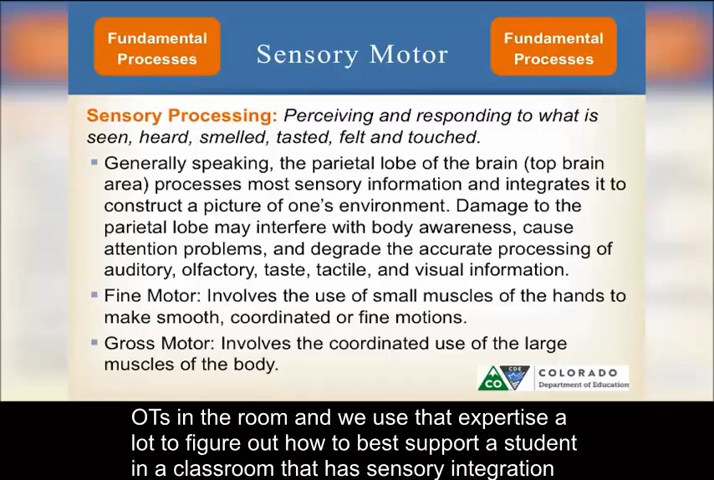 Fundamental
Processes
Sensory Motor
Fundamental
Processes
Sensory Processing: Perceiving and responding to what is
seen, heard, smelled, tasted, felt and touched.
▪ Generally speaking, the parietal lobe of the brain (top brain
area) processes most sensory information and integrates it to
construct a picture of one's environment. Damage to the
parietal lobe may interfere with body awareness, cause
attention problems, and degrade the accurate processing of
auditory, olfactory, taste, tactile, and visual information.
▪ Fine Motor: Involves the use of small muscles of the hands to
make smooth, coordinated or fine motions.
▪ Gross Motor: Involves the coordinated use of the large
muscles of the body.
CO
CDE
COLORADO
Department of Education
OTs in the room and we use that expertise a
lot to figure out how to best support a student
in a classroom that has sensory integration